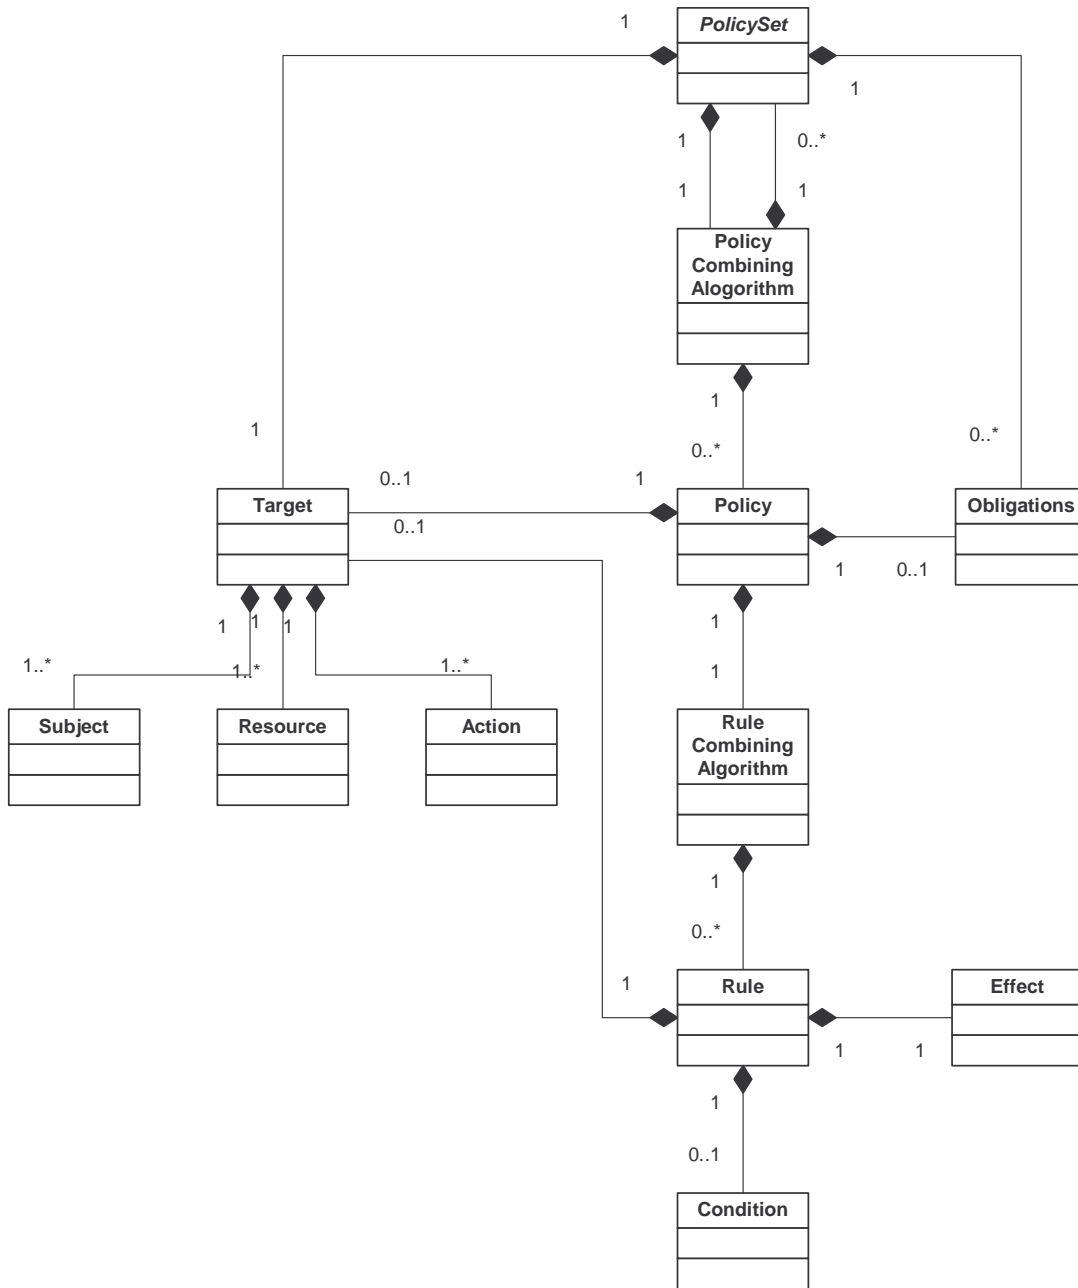 1
PolicySet
1
1
0..*
1
1
Policy
Combining
Alogorithm
1
1
0..*
0..*
0..1
1
Target
Policy
Obligations
0..1
1
0..1
1
1
1
1
1..*
1..*
1..*
1
Subject
Resource
Action
Rule
Combining
Algorithm
1
0..*
1
Rule
Effect
1
1
1
0..1
Condition